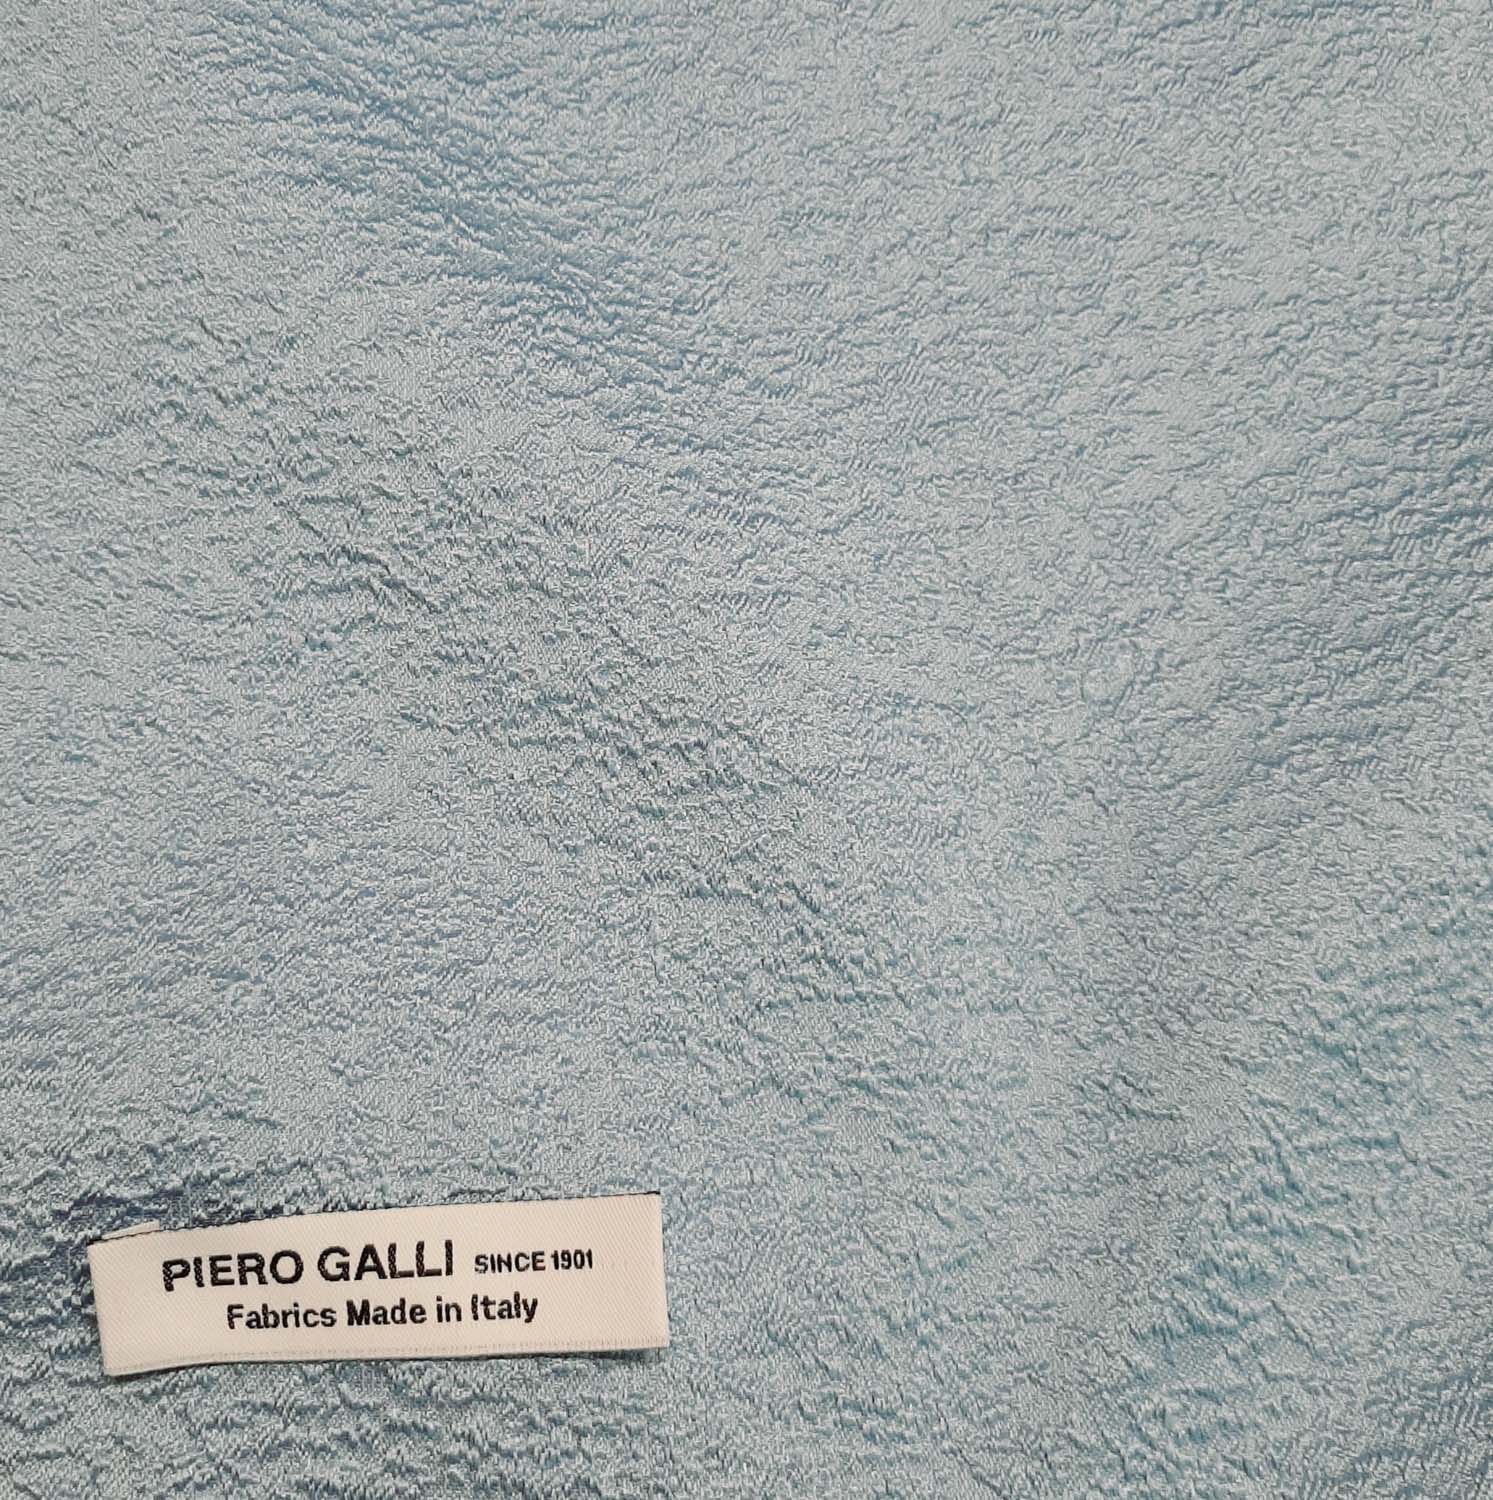 PIERO GALLI SINCE 1901
Fabrics Made in Italy